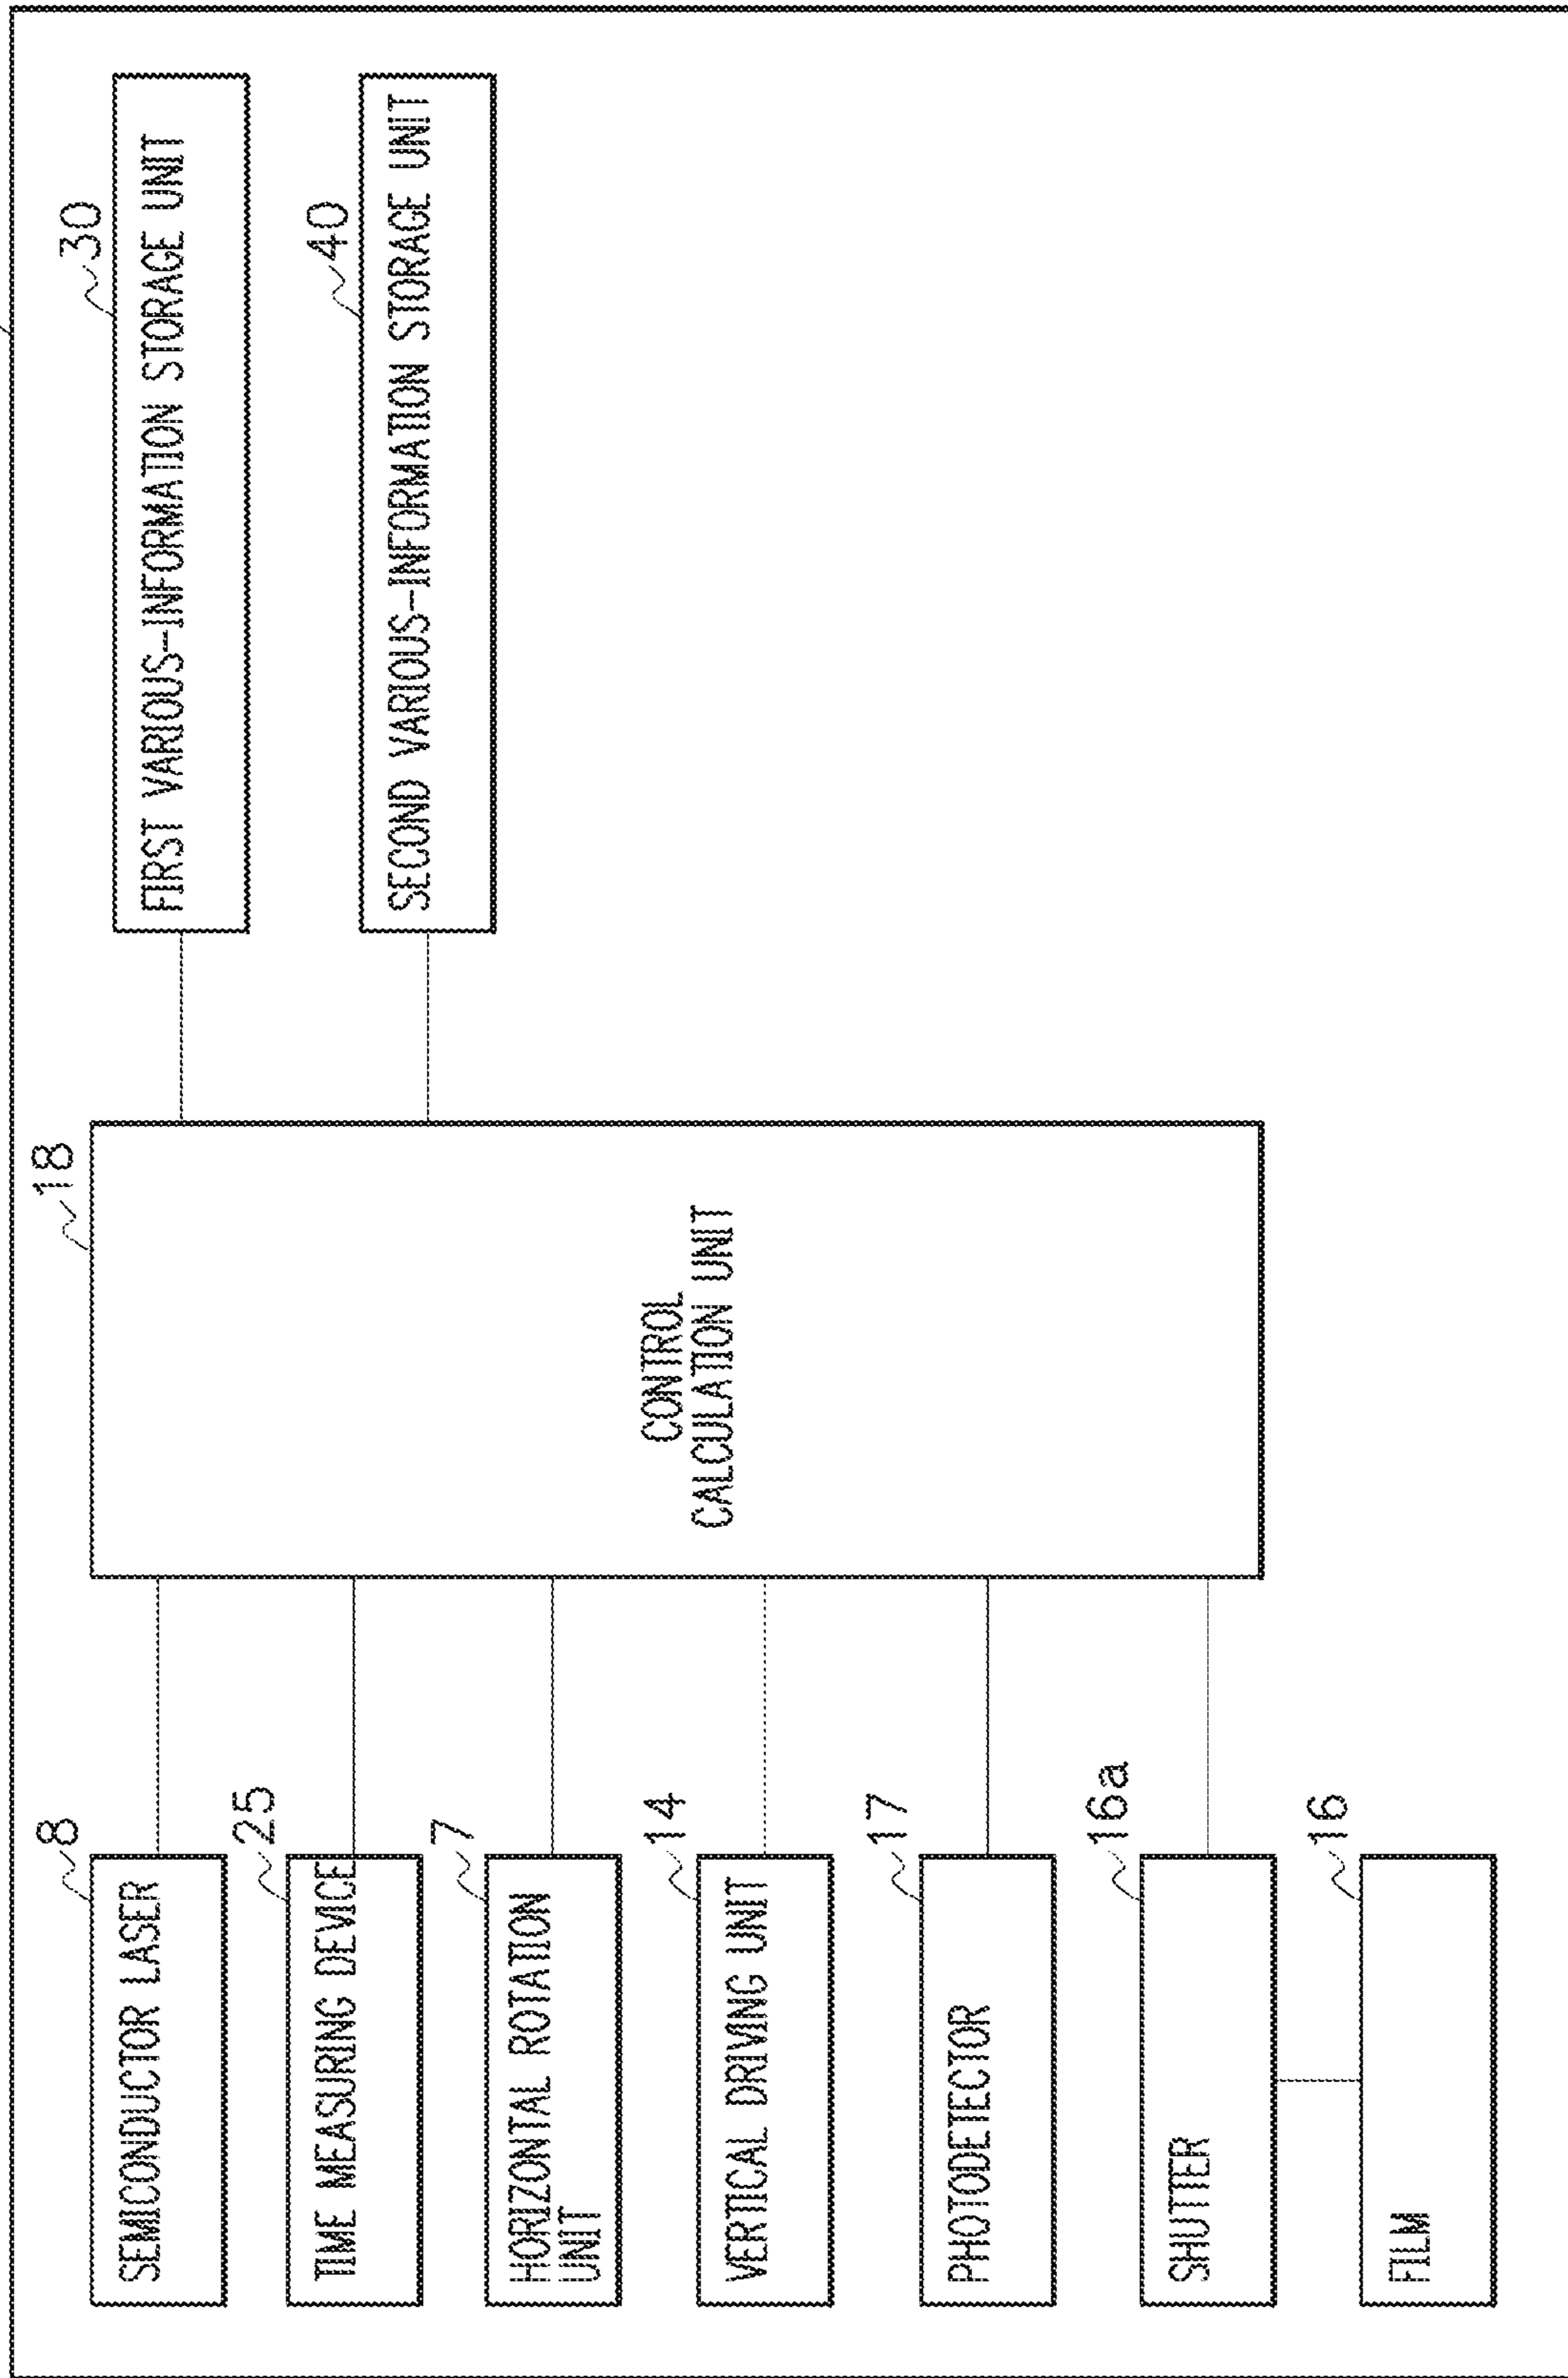 8
SEMICONDUCTOR LASER
25
TIME MEASURING DEVICE
7
HORIZONTAL ROTATION
UNIT
14
VERTICAL DRIVING UNIT
17
PHOTODETECTOR
16a
SHUTTER
16
FILM
18
CONTROL
CALCULATION UNIT
30
FIRST VARIOUS-INFORMATION STORAGE UNIT
40
SECOND VARIOUS-INFORMATION STORAGE UNIT